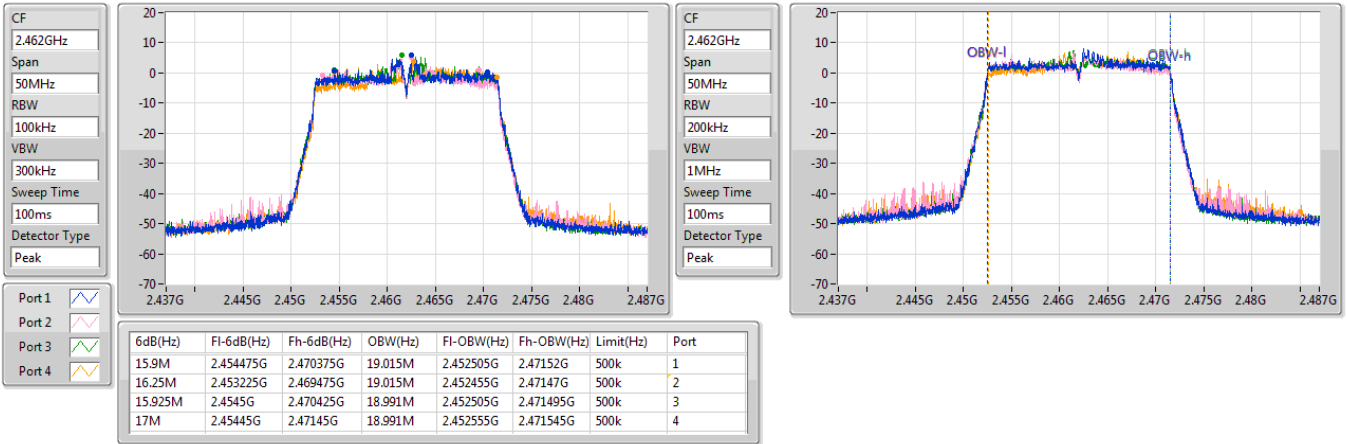 CF
2.462GHz
Span
50MHz
RBW
100kHz
VBW
300kHz
Sweep Time
100ms
Detector Type
Peak
20
10
0
-10
-20
-30
-40
-50
-60
-70
2.437G 2.445G 2.45G 2.455G 2.46G 2.465G 2.47G 2.475G 2.48G 2.487G
CF
2.462GHz
Span
50MHz
RBW
200kHz
VBW
1MHz
Sweep Time
100ms
Detector Type
Peak
20
10
0
-10
-20
-30
-40
-50
-60
-70
OBW-l
OBW-h
2.437G 2.445G 2.45G 2.455G 2.46G 2.465G 2.47G 2.475G 2.48G 2.487G
Port 1
Port 2
Port 3
Port 4
6dB(Hz) Fl-6dB(Hz) Fh-6dB(Hz) OBW(Hz) Fl-OBW(Hz) Fh-OBW(Hz) Limit(Hz) Port
15.9M 2.454475G 2.470375G 19.015M 2.452505G 2.47152G 500k 1
16.25M 2.453225G 2.469475G 19.015M 2.452455G 2.47147G 500k 2
15.925M 2.4545G 2.470425G 18.991M 2.452505G 2.471495G 500k 3
17M 2.45445G 2.47145G 18.991M 2.452555G 2.471545G 500k 4